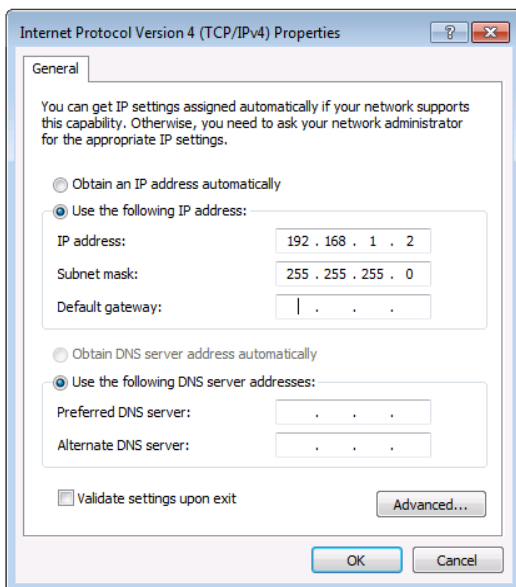 Internet Protocol Version 4 (TCP/IPv4) Properties
?
General
You can get IP settings assigned automatically if your network supports
this capability. Otherwise, you need to ask your network administrator
for the appropriate IP settings.
Obtain an IP address automatically
Use the following IP address:
IP address: 192 . 168 . 1 . 2
Subnet mask: 255 . 255 . 255 . 0
Default gateway: . . .
Obtain DNS server address automatically
Use the following DNS server addresses:
Preferred DNS server: . . .
Alternate DNS server: . . .
Validate settings upon exit
Advanced...
OK Cancel